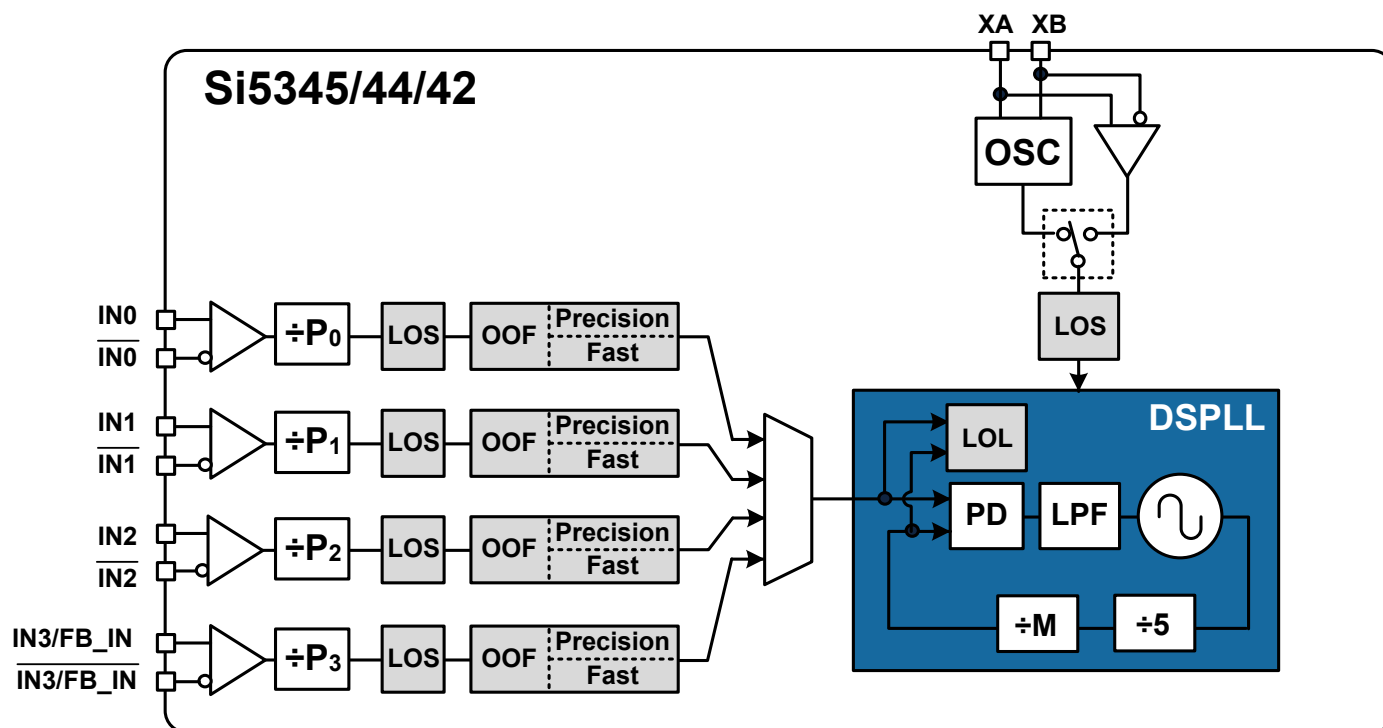 XA XB
Si5345/44/42
OSC
LOS
IN0
IN0
÷P0
LOS
OOF
Precision
Fast
IN1
IN1
÷P1
LOS
OOF
Precision
Fast
IN2
IN2
÷P2
LOS
OOF
Precision
Fast
IN3/FB_IN
IN3/FB_IN
÷P3
LOS
OOF
Precision
Fast
DSPLL
LOL
PD
LPF
÷M
÷5